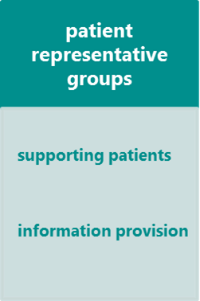 patient
representative
groups
supporting patients
information provision